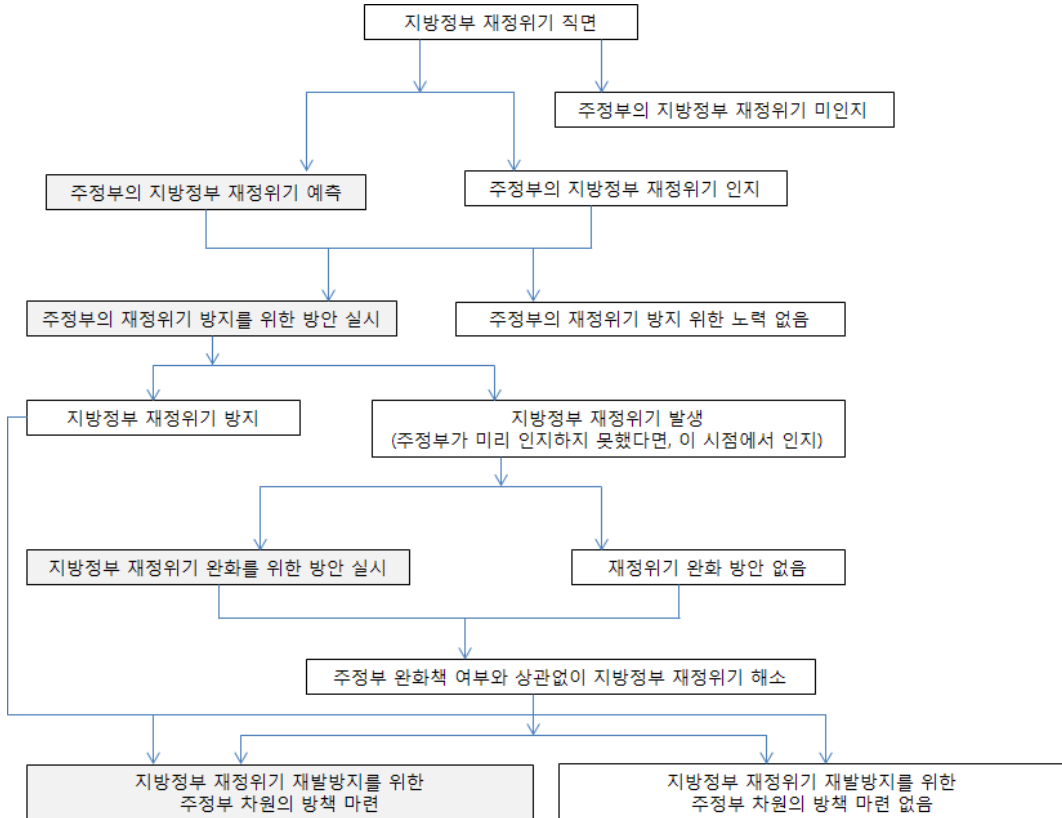 지방정부 재정위기 직면
주정부의 지방정부 재정위기 미인지
주정부의 지방정부 재정위기 예측
주정부의 지방정부 재정위기 인지
주정부의 재정위기 방지를 위한 방안 실시
주정부의 재정위기 방지 위한 노력 없음
지방정부 재정위기 방지
지방정부 재정위기 발생
(주정부가 미리 인지하지 못했다면, 이 시점에서 인지)
지방정부 재정위기 완화를 위한 방안 실시
재정위기 완화 방안 없음
주정부 완화책 여부와 상관없이 지방정부 재정위기 해소
지방정부 재정위기 재발방지를 위한
주정부 차원의 방책 마련
지방정부 재정위기 재발방지를 위한
주정부 차원의 방책 마련 없음